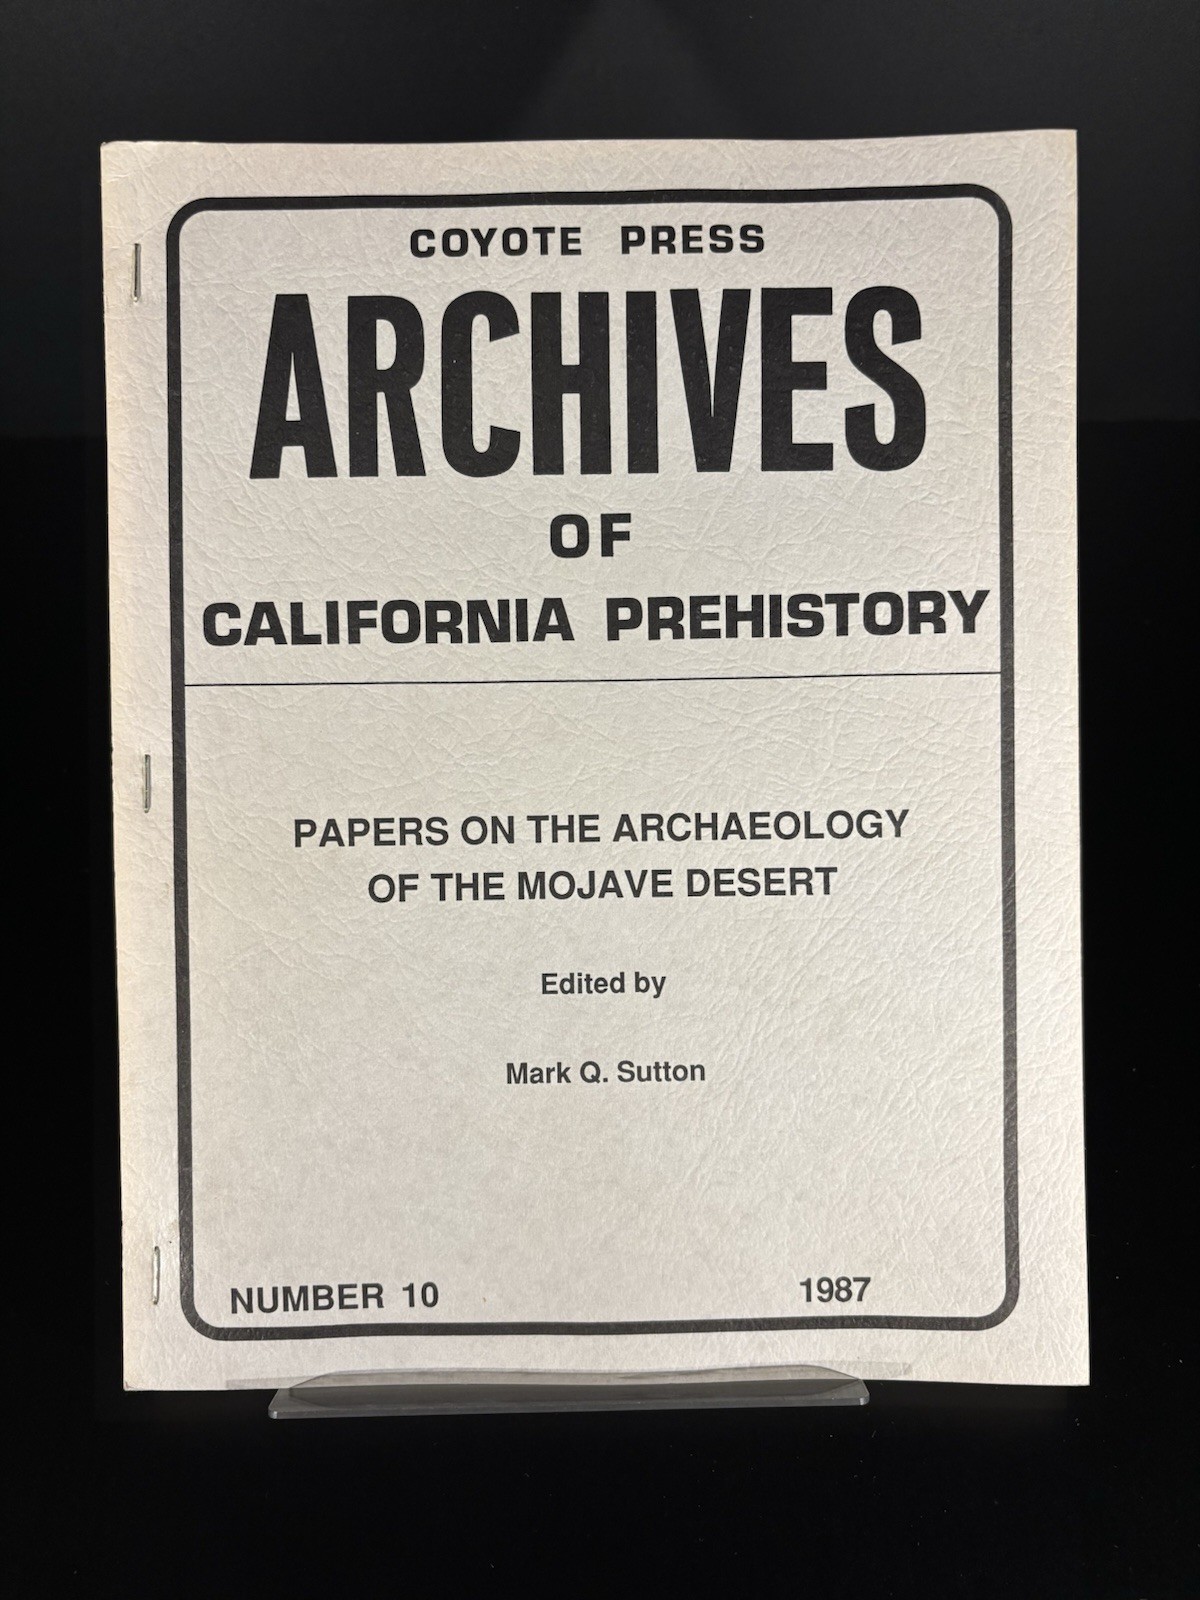 COYOTE PRESS
ARCHIVES
OF
CALIFORNIA PREHISTORY
PAPERS ON THE ARCHAEOLOGY
OF THE MOJAVE DESERT
Edited by
Mark Q. Sutton
NUMBER 10 1987